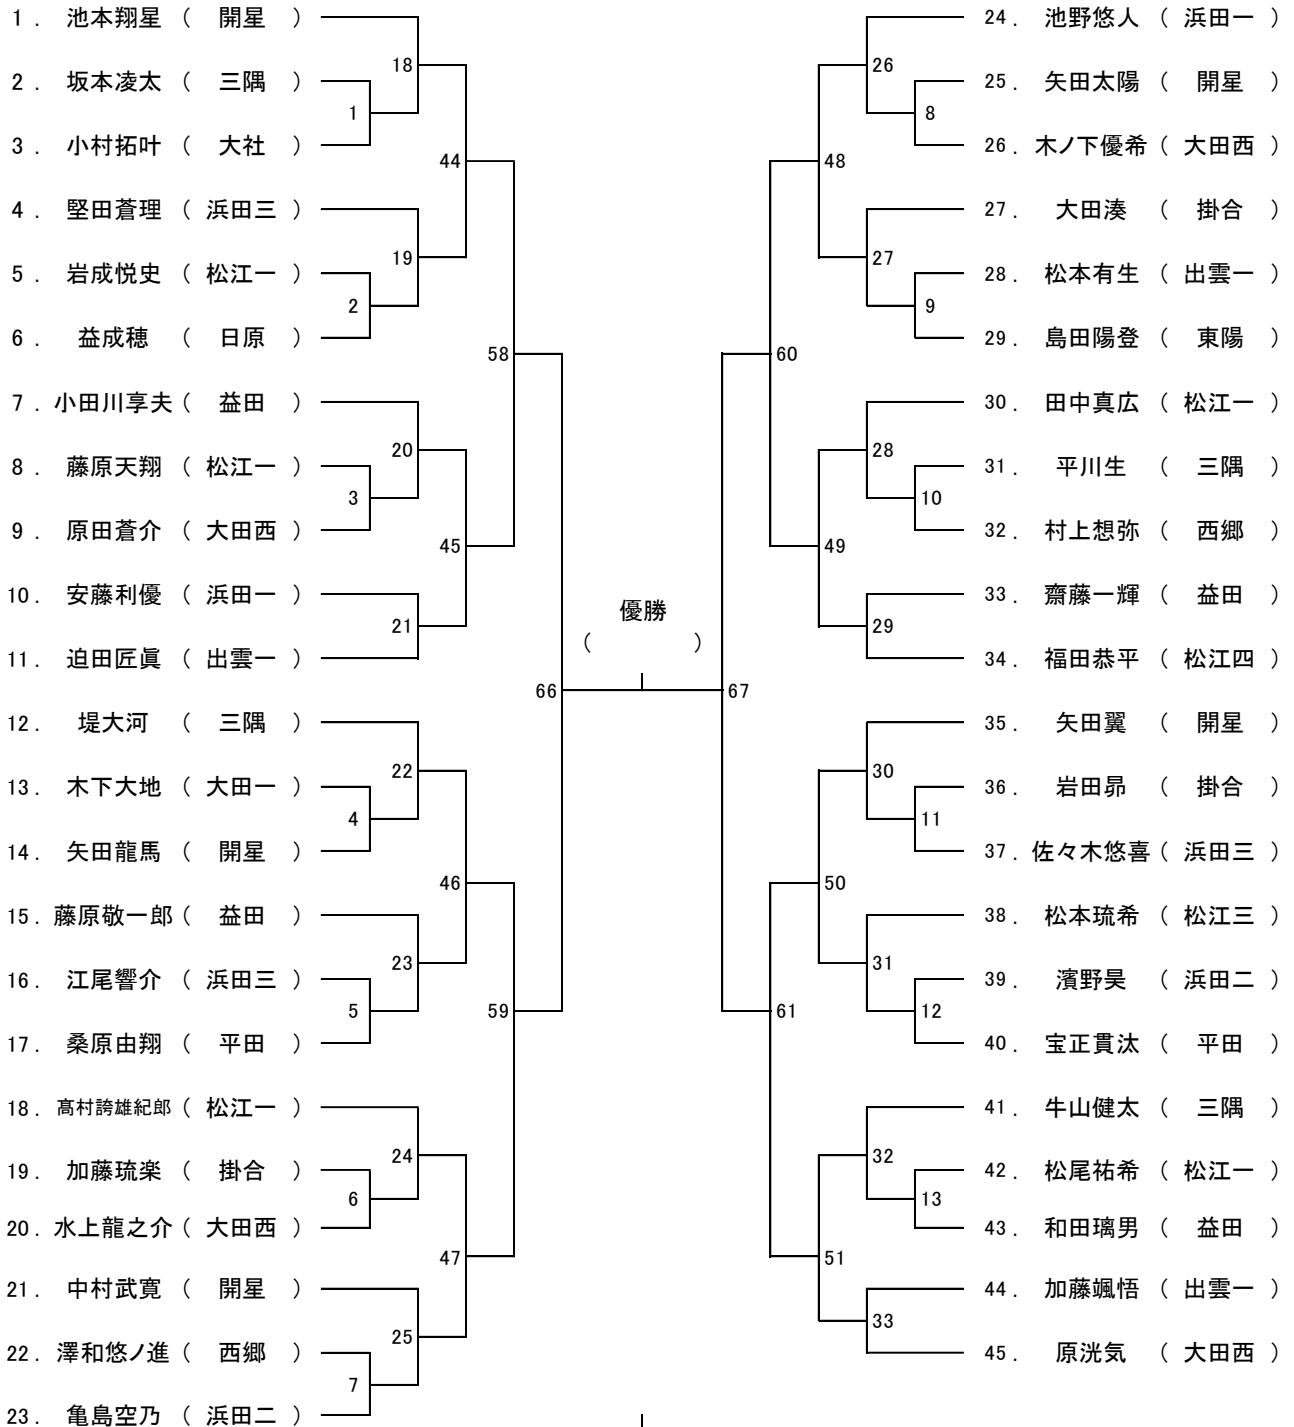 1． 池本翔星 （ 開星 ）
2． 坂本凌太 （ 三隅 ）
3． 小村拓叶 （ 大社 ）
4． 堅田蒼理 （ 浜田三 ）
5． 岩成悦史 （ 松江一 ）
6． 益成穂 （ 日原 ）
7． 小田川享夫 （ 益田 ）
8． 藤原天翔 （ 松江一 ）
9． 原田蒼介 （ 大田西 ）
10． 安藤利優 （ 浜田一 ）
11． 迫田匠眞 （ 出雲一 ）
12． 堤大河 （ 三隅 ）
13． 木下大地 （ 大田一 ）
14． 矢田龍馬 （ 開星 ）
15． 藤原敬一郎 （ 益田 ）
16． 江尾響介 （ 浜田三 ）
17． 桑原由翔 （ 平田 ）
18． 髙村誇雄紀郎 （ 松江一 ）
19． 加藤琉楽 （ 掛合 ）
20． 水上龍之介 （ 大田西 ）
21． 中村武寛 （ 開星 ）
22． 澤和悠ノ進 （ 西郷 ）
23． 亀島空乃 （ 浜田二 ）
1
2
3
4
5
6
7
18
19
20
21
22
23
24
25
44
45
46
47
58
59
66
優勝
（ ）
67
60
61
48
49
50
51
26
27
28
29
30
31
32
33
8
9
10
11
12
13
24． 池野悠人 （ 浜田一 ）
25． 矢田太陽 （ 開星 ）
26． 木ノ下優希 （ 大田西 ）
27． 大田湊 （ 掛合 ）
28． 松本有生 （ 出雲一 ）
29． 島田陽登 （ 東陽 ）
30． 田中真広 （ 松江一 ）
31． 平川生 （ 三隅 ）
32． 村上想弥 （ 西郷 ）
33． 齋藤一輝 （ 益田 ）
34． 福田恭平 （ 松江四 ）
35． 矢田翼 （ 開星 ）
36． 岩田昴 （ 掛合 ）
37． 佐々木悠喜 （ 浜田三 ）
38． 松本琉希 （ 松江三 ）
39． 濱野昊 （ 浜田二 ）
40． 宝正貫汰 （ 平田 ）
41． 牛山健太 （ 三隅 ）
42． 松尾祐希 （ 松江一 ）
43． 和田璃男 （ 益田 ）
44． 加藤颯悟 （ 出雲一 ）
45． 原洸気 （ 大田西 ）